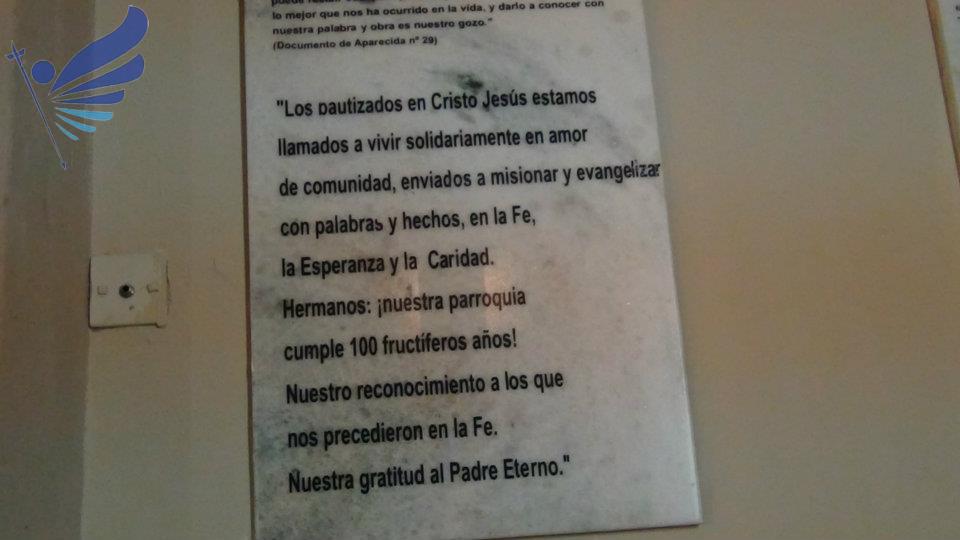 lo mejor que nos ha ocurrido en la vida, y darlo a conocer con
nuestra palabra y obra es nuestro gozo."
(Documento de Aparecida nº 29)
"Los bautizados en Cristo Jesús estamos
llamados a vivir solidariamente en amor
de comunidad, enviados a misionar y evangelizar
con palabras y hechos, en la Fe,
la Esperanza y la Caridad.
Hermanos: ¡nuestra parroquia
cumple 100 fructíferos años!
Nuestro reconocimiento a los que
nos precedieron en la Fe.
Nuestra gratitud al Padre Eterno."